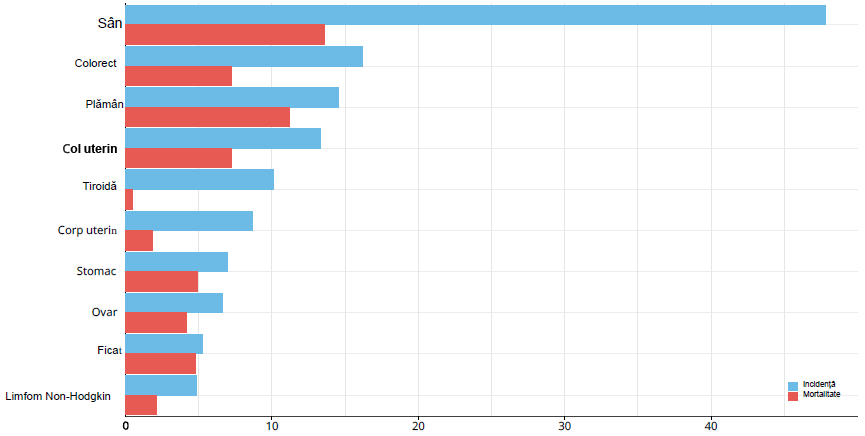 Sân
Colorect
Plămân
Col uterin
Tiroidă
Corp uterin
Stomac
Ovar
Ficat
Limfom Non-Hodgkin
Incidență
Mortalitate
0 10 20 30 40